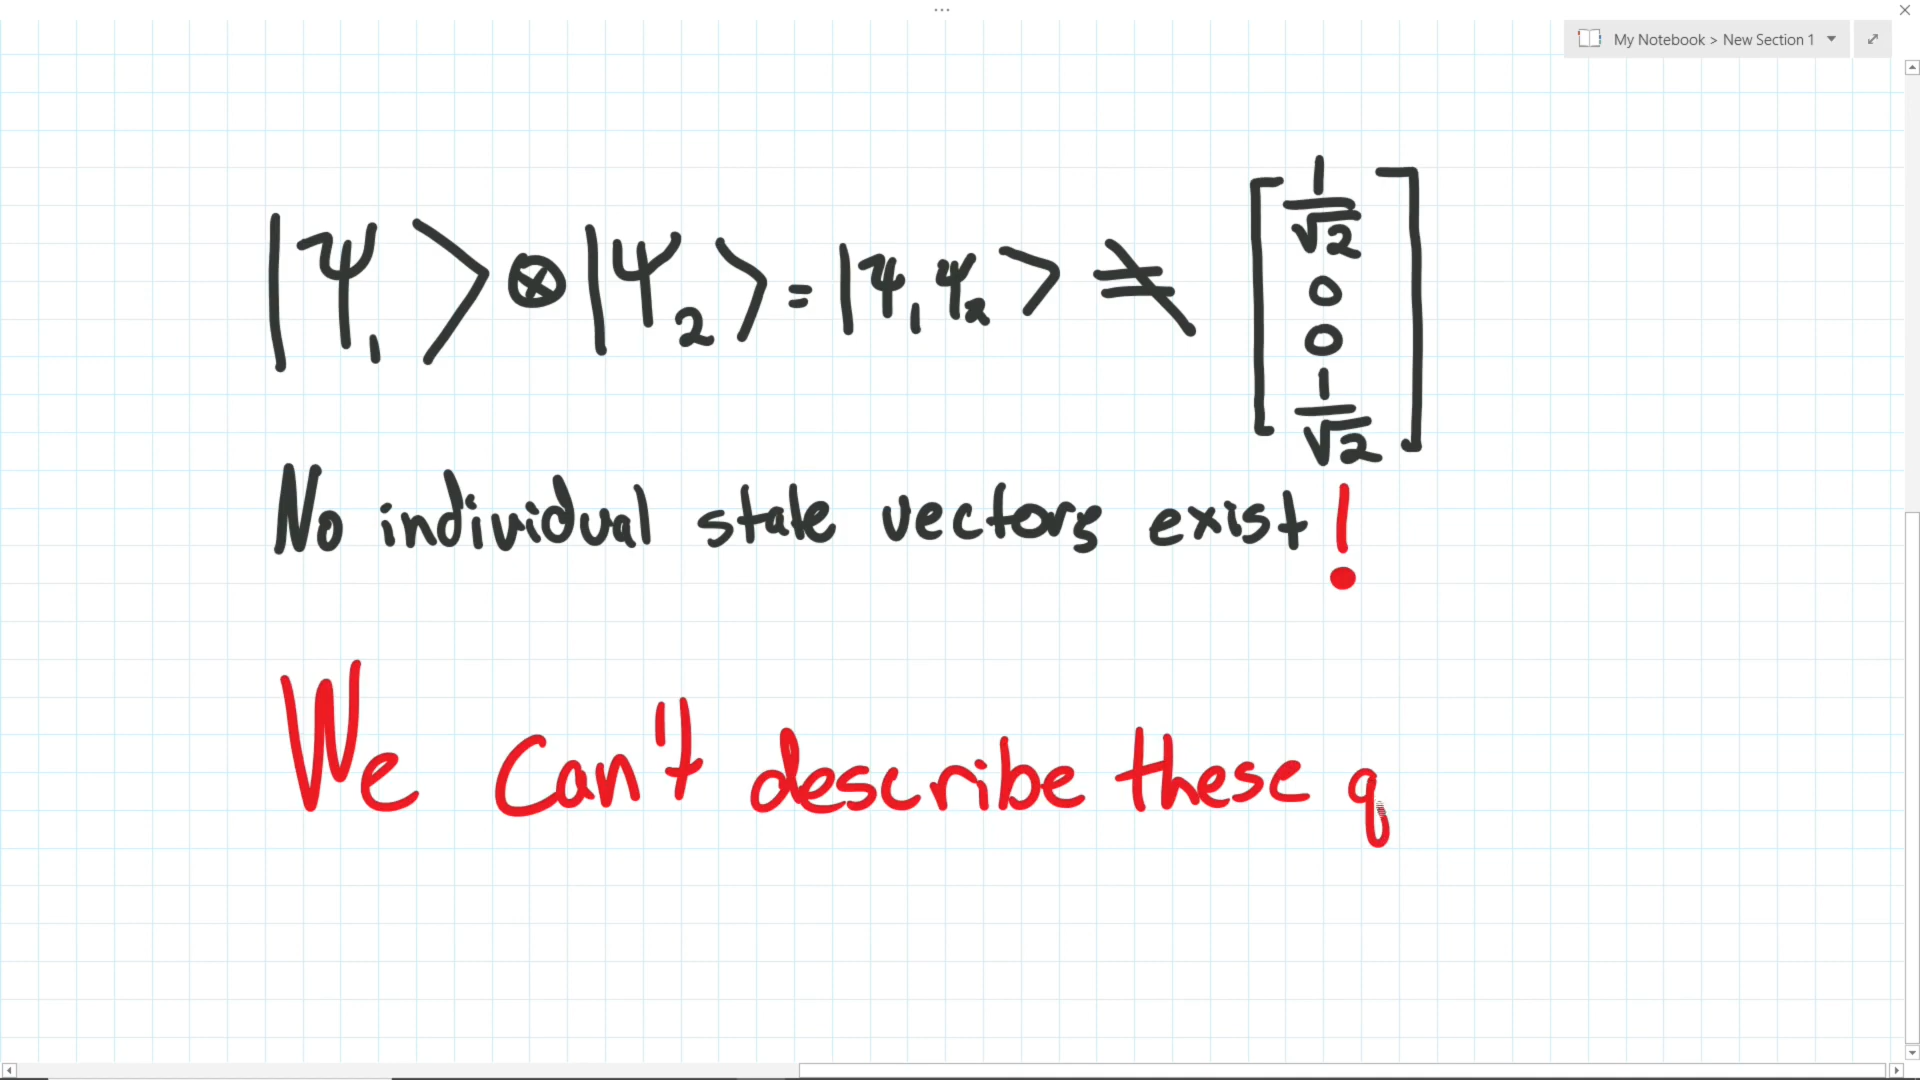 ...
My Notebook > New Section 1
|ψ₁⟩ ⊗ |ψ₂⟩ = |ψ₁ψ₂⟩ ≠ [1/√2 0 0 1/√2]
No individual state vectors exist!
We Can't describe these q